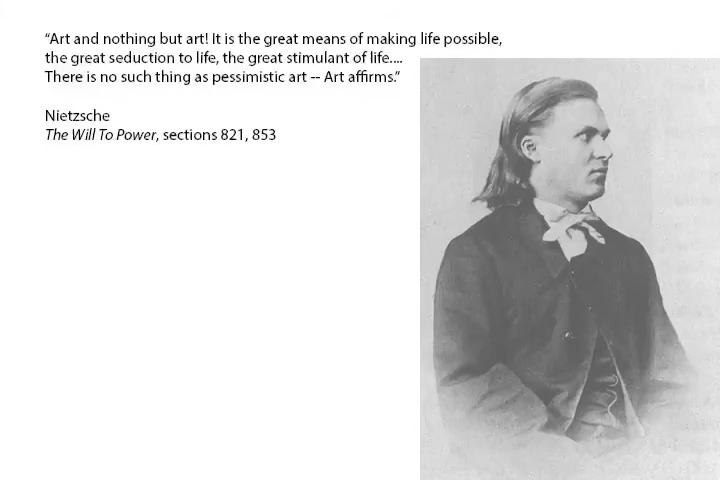 “Art and nothing but art! It is the great means of making life possible,
the great seduction to life, the great stimulant of life....
There is no such thing as pessimistic art -- Art affirms.”
Nietzsche
The Will To Power, sections 821, 853